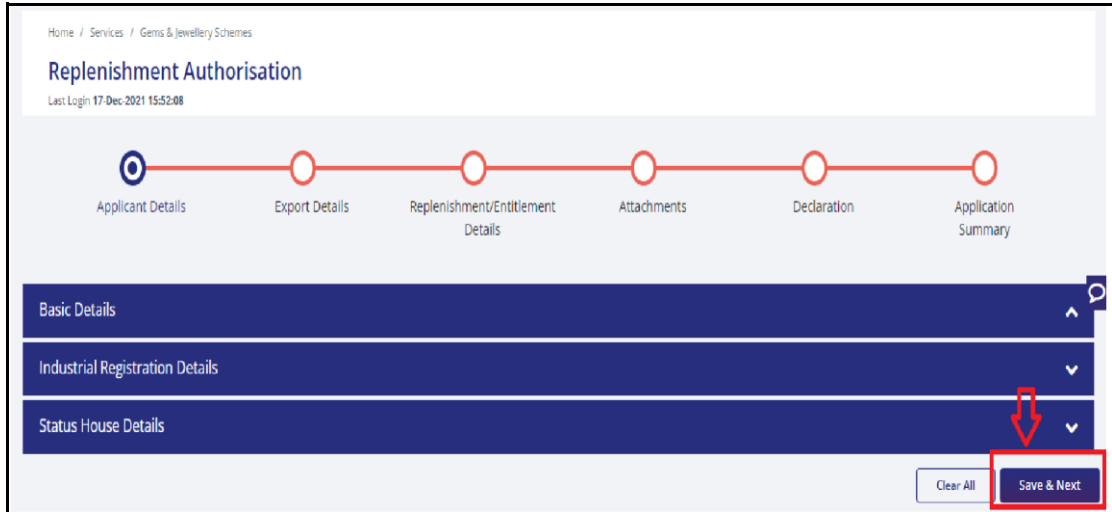 Home / Services / Gems & Jewellery Schemes
Replenishment Authorisation
Last Login 17-Dec-2021 15:52:08
Applicant Details
Export Details
Replenishment/Entitlement
Details
Attachments
Declaration
Application
Summary
Basic Details
Industrial Registration Details
Status House Details
Clear All
Save & Next